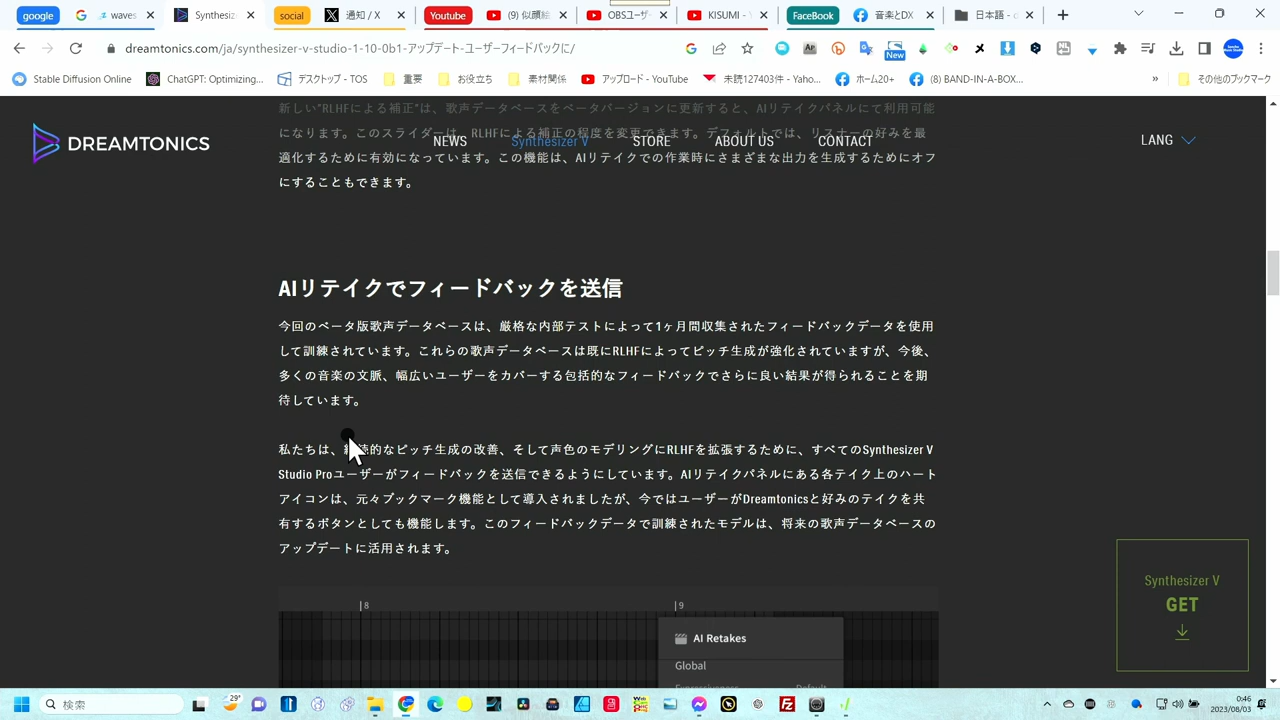 google
waves
Synthesiz
social
通知 / X
Youtube
(9) 似顔絵
OBSユーザー
KISUMI - Y
FaceBook
音楽とDX
日本語 - d
dreamtonics.com/ja/synthesizer-v-studio-1-10-0b1-アップデート-ユーザーフィードバックに/
New
Stable Diffusion Online
ChatGPT: Optimizing...
デスクトップ - TOS
重要
お役立ち
素材関係
アップロード - YouTube
未読127403件 - Yaho...
ホーム20+
(8) BAND-IN-A-BOX...
»
その他のブックマーク
新しい"RLHFによる補正"は、歌声データベースをベータバージョンに更新すると、AIリテイクパネルにて利用可能
になります。このスライダーは、RLHFによる補正の程度を変更できます。デフォルトでは、リスナーの好みを最
DREAMTONICS
NEWS
Synthesizer V
STORE
ABOUT US
CONTACT
LANG
適化するために有効になっています。この機能は、AIリテイクでの作業時にさまざまな出力を生成するためにオフ
にすることもできます。
AIリテイクでフィードバックを送信
今回のベータ版歌声データベースは、厳格な内部テストによって1ヶ月間収集されたフィードバックデータを使用
して訓練されています。これらの歌声データベースは既にRLHFによってピッチ生成が強化されていますが、今後、
多くの音楽の文脈、幅広いユーザーをカバーする包括的なフィードバックでさらに良い結果が得られることを期
待しています。
私たちは、継続的なピッチ生成の改善、そして声色のモデリングにRLHFを拡張するために、すべてのSynthesizer V
Studio Proユーザーがフィードバックを送信できるようにしています。AIリテイクパネルにある各テイク上のハート
アイコンは、元々ブックマーク機能として導入されましたが、今ではユーザーがDreamtonicsと好みのテイクを共
有するボタンとしても機能します。このフィードバックデータで訓練されたモデルは、将来の歌声データベースの
アップデートに活用されます。
Synthesizer V
GET
8
9
AI Retakes
Global
Expressiveness
Default
検索
29°
0:46
2023/08/03